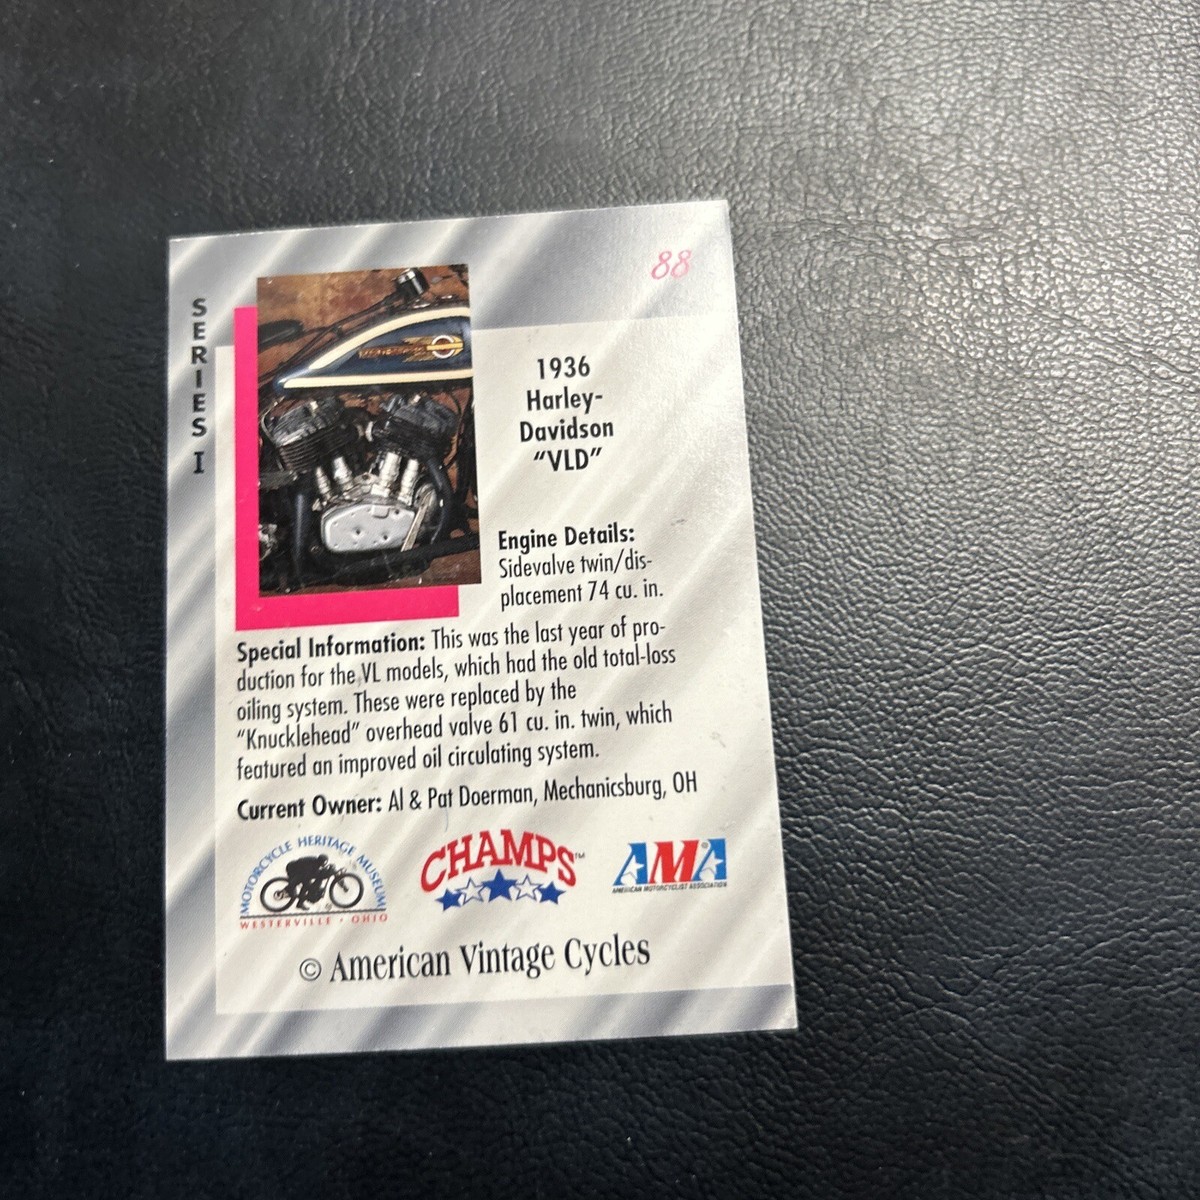 88
SERIES I
HARLEY-DAVIDSON
1936
Harley-
Davidson
"VLD"
Engine Details:
Sidevalve twin/dis-
placement 74 cu. in.
Special Information: This was the last year of pro-
duction for the VL models, which had the old total-loss
oiling system. These were replaced by the
"Knucklehead" overhead valve 61 cu. in. twin, which
featured an improved oil circulating system.
Current Owner: Al & Pat Doerman, Mechanicsburg, OH
MOTORCYCLE HERITAGE MUSEUM
WESTERVILLE • OHIO
CHAMPS™
AMA®
AMERICAN MOTORCYCLIST ASSOCIATION
© American Vintage Cycles